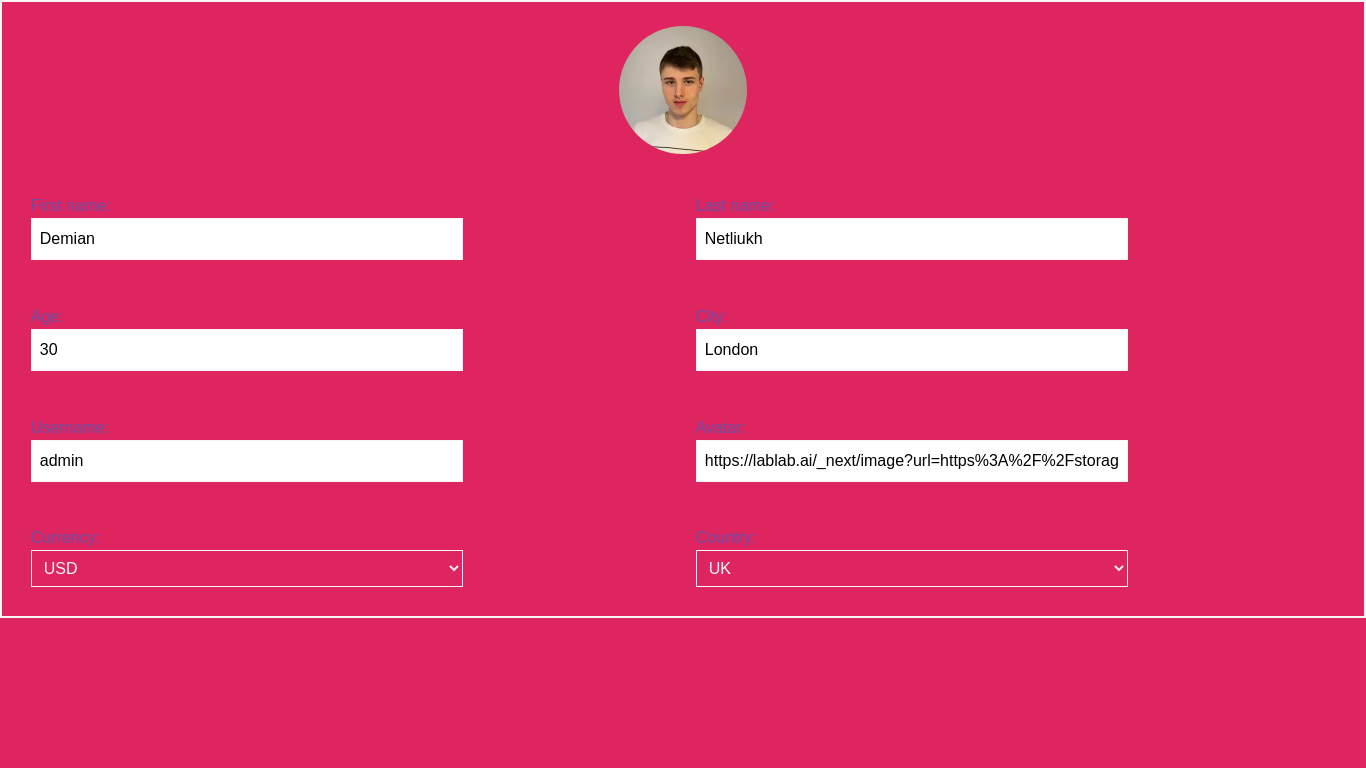 First name:
Last name:
Demian
Netliukh
Age:
City:
30
London
Username:
Avatar:
admin
https://lablab.ai/_next/image?url=https%3A%2F%2Fstorag
Currency:
Country:
USD
UK